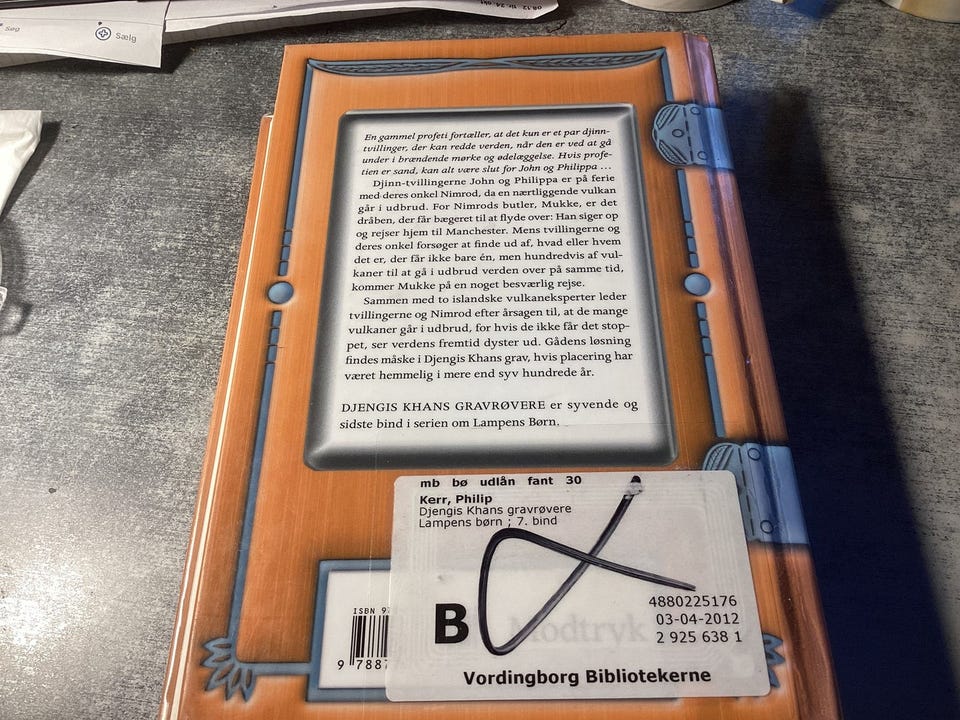 Søg
Sælg
En gammel profeti fortæller, at det kun er et par djinn-
tvillinger, der kan redde verden, når den er ved at gå
under i brændende mørke og ødelæggelse. Hvis profe-
tien er sand, kan alt være slut for John og Philippa ...
Djinn-tvillingerne John og Philippa er på ferie
med deres onkel Nimrod, da en nærtliggende vulkan
går i udbrud. For Nimrods butler, Mukke, er det
dråben, der får bægeret til at flyde over: Han siger op
og rejser hjem til Manchester. Mens tvillingerne og
deres onkel forsøger at finde ud af, hvad eller hvem
det er, der får ikke bare én, men hundredvis af vul-
kaner til at gå i udbrud verden over på samme tid,
kommer Mukke på en noget besværlig rejse.
Sammen med to islandske vulkaneksperter leder
tvillingerne og Nimrod efter årsagen til, at de mange
vulkaner går i udbrud, for hvis de ikke får det stop-
pet, ser verdens fremtid dyster ud. Gådens løsning
findes måske i Djengis Khans grav, hvis placering har
været hemmelig i mere end syv hundrede år.
DJENGIS KHANS GRAVRØVERE er syvende og
sidste bind i serien om Lampens Børn.
mb bø udlån fant 30
Kerr, Philip
Djengis Khans gravrøvere
Lampens børn ; 7. bind
B
4880225176
03-04-2012
2 925 638 1
Modtryk
Vordingborg Bibliotekerne
ISBN 97
9 7887